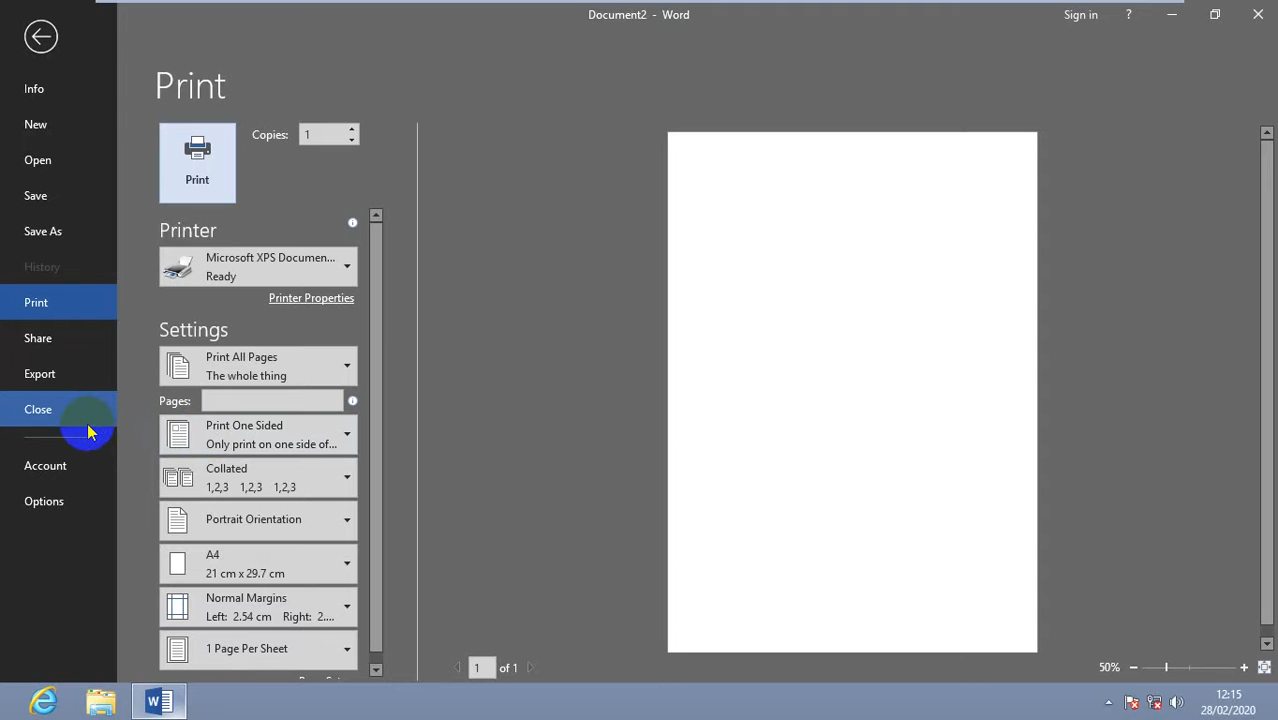 Document2 - Word
Sign in ?
Info
New
Open
Save
Save As
History
Print
Share
Export
Close
Account
Options
Print
Print
Copies: 1
Printer
Microsoft XPS Documen...
Ready
Printer Properties
Settings
Print All Pages
The whole thing
Pages:
Print One Sided
Only print on one side of...
Collated
1,2,3 1,2,3 1,2,3
Portrait Orientation
A4
21 cm x 29.7 cm
Normal Margins
Left: 2.54 cm Right: 2....
1 Page Per Sheet
1 of 1
50%
12:15
28/02/2020